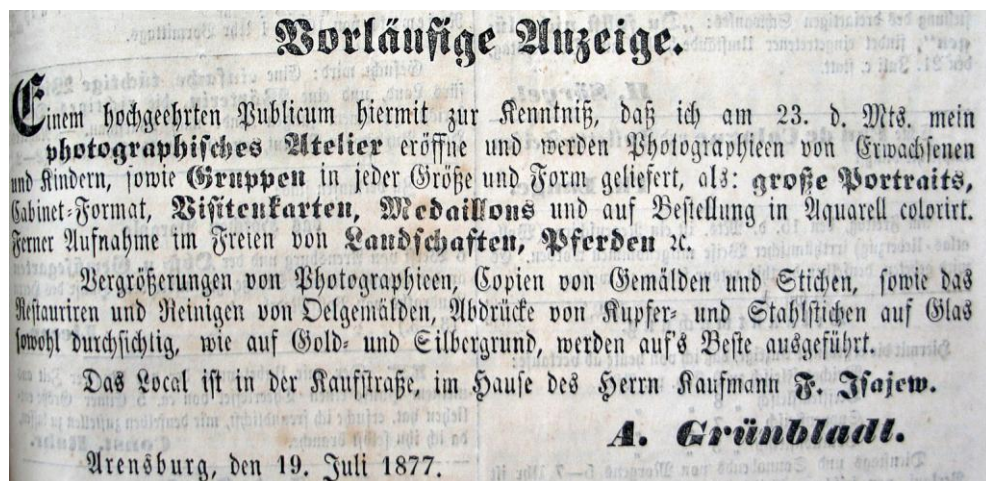 Vorläufige Anzeige.
Einem hochgeehrten Publicum hiermit zur Kenntniß, daß ich am 23. d. Mts. mein
photographisches Atelier eröffne und werden Photographieen von Erwachsenen
und Kindern, sowie Gruppen in jeder Größe und Form geliefert, als: große Portraits,
Cabinet-Format, Visitenkarten, Medaillons und auf Bestellung in Aquarell colorirt.
Ferner Aufnahme im Freien von Landschaften, Pferden ꝛc.
Vergrößerungen von Photographieen, Copien von Gemälden und Stichen, sowie das
Restauriren und Reinigen von Oelgemälden, Abdrücke von Kupfer- und Stahlstichen auf Glas
sowohl durchsichtig, wie auf Gold- und Silbergrund, werden auf's Beste ausgeführt.
Das Local ist in der Kaufstraße, im Hause des Herrn Kaufmann F. Isajew.
A. Grünbladl.
Arensburg, den 19. Juli 1877.